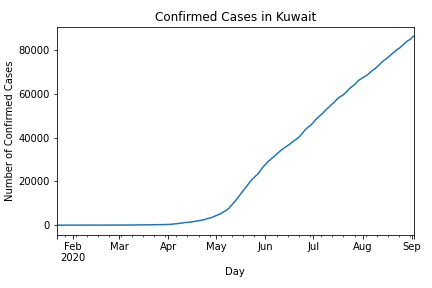 Confirmed Cases in Kuwait
Number of Confirmed Cases
80000
60000
40000
20000
0
Feb Mar Apr May Jun Jul Aug Sep
2020
Day